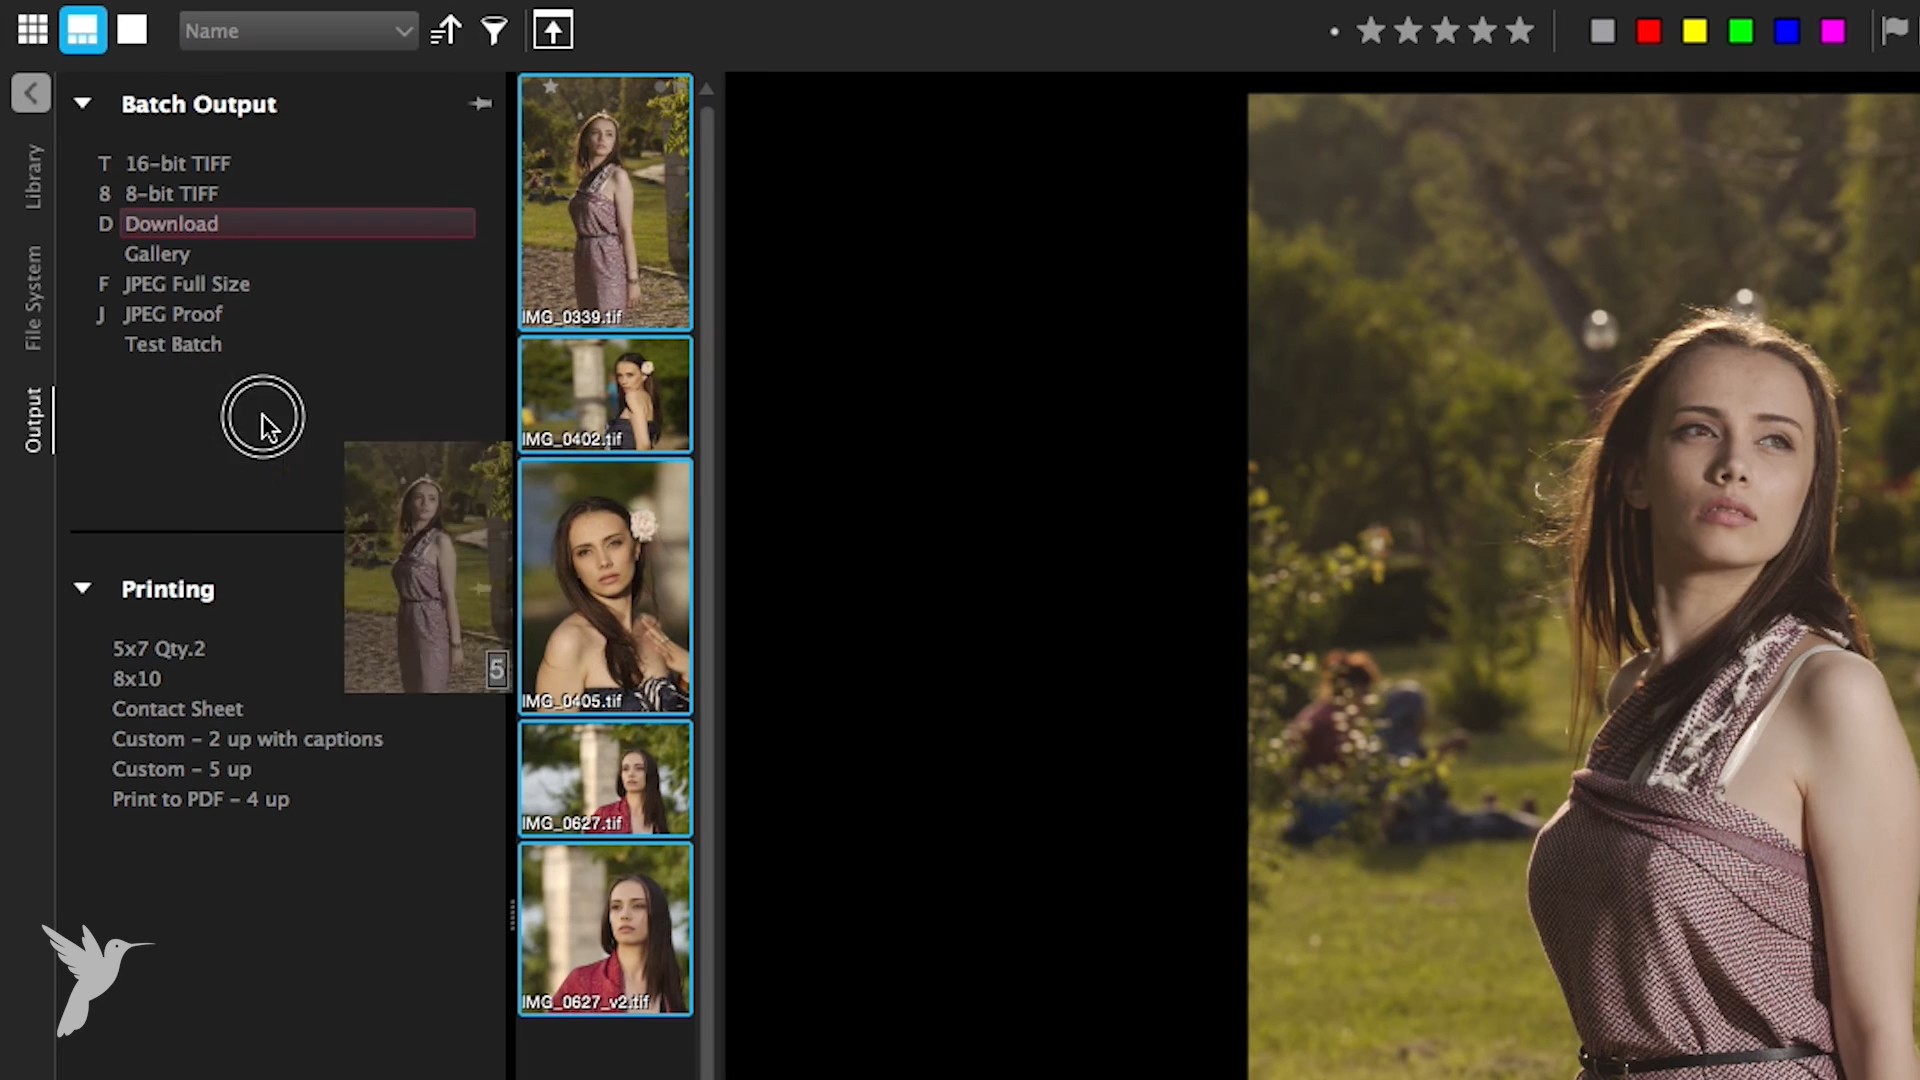 Name
Batch Output
T 16-bit TIFF
8 8-bit TIFF
D Download
Gallery
F JPEG Full Size
J JPEG Proof
Test Batch
Printing
5x7 Qty.2
8x10
Contact Sheet
Custom - 2 up with captions
Custom - 5 up
Print to PDF - 4 up
Library
File System
Output
5
IMG_0339.tif
IMG_0402.tif
IMG_0405.tif
IMG_0627.tif
IMG_0627_v2.tif